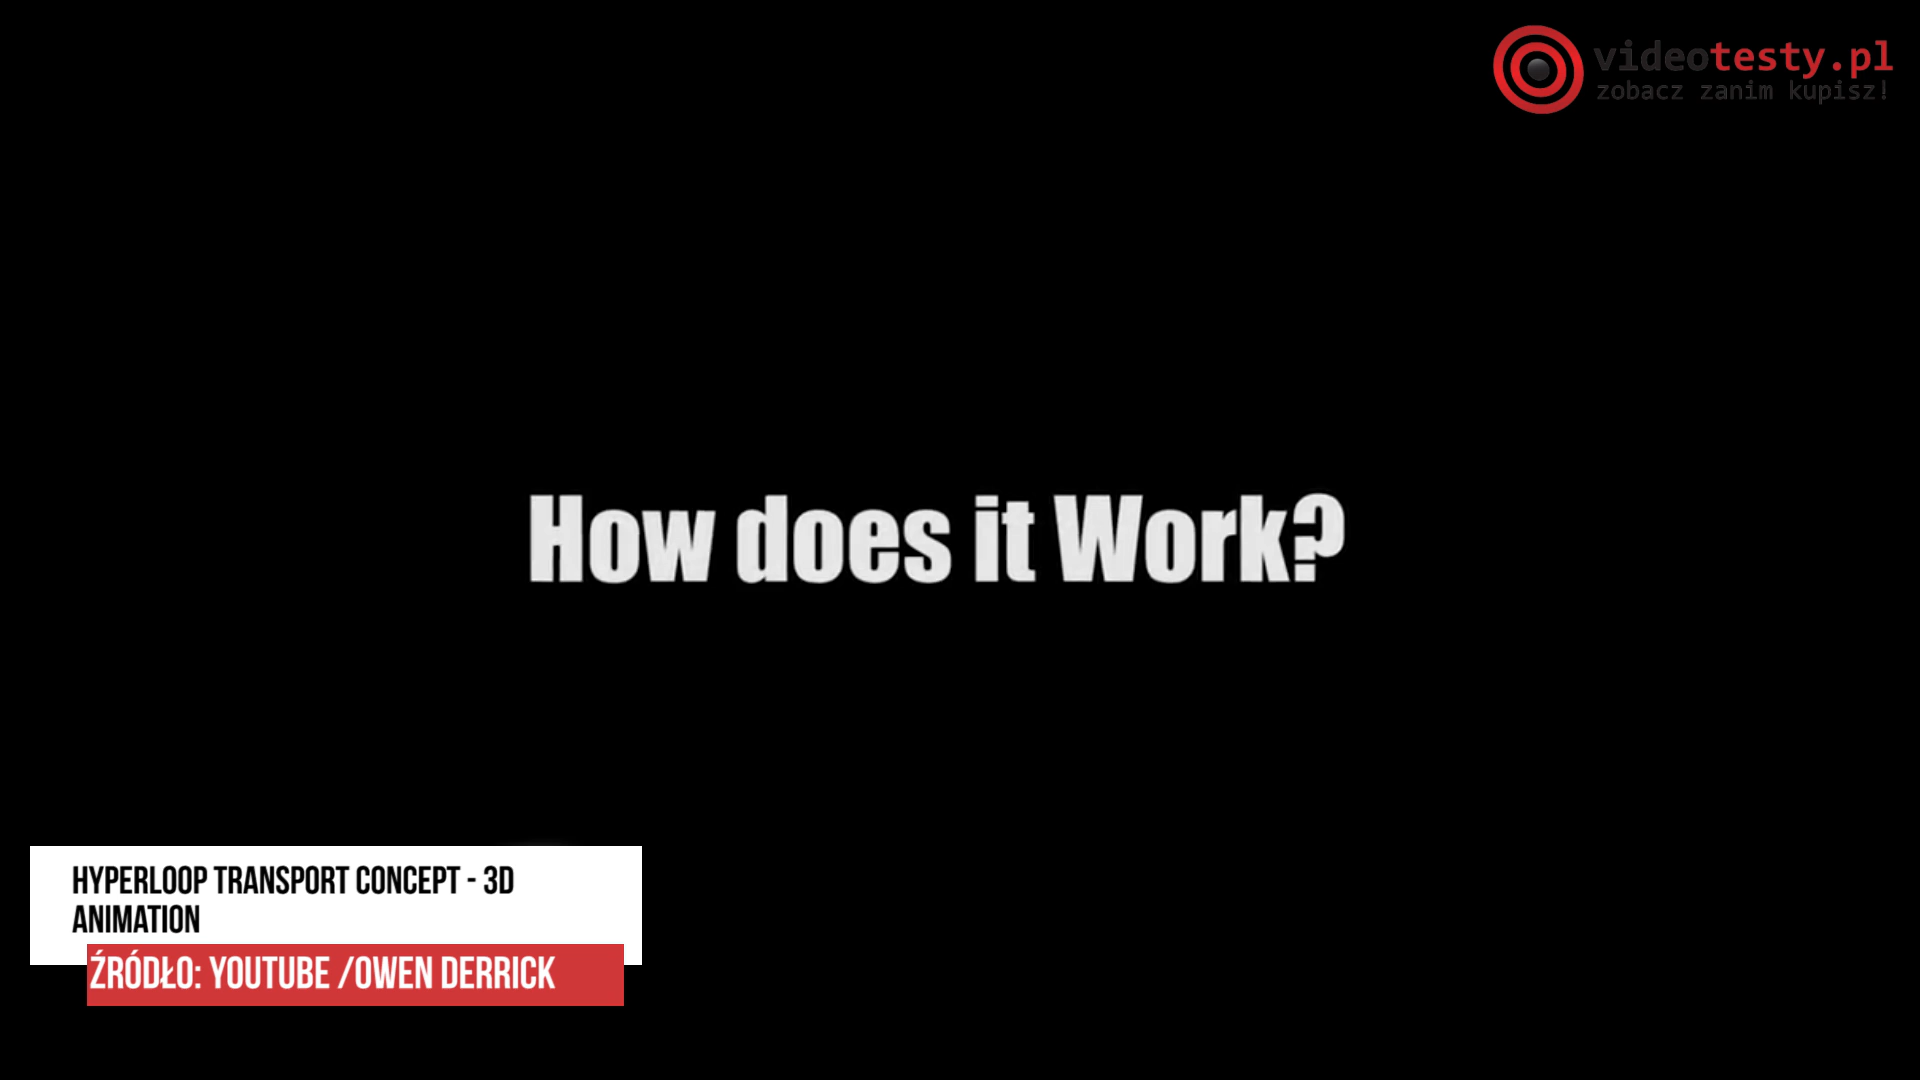 videotesty.pl
zobacz zanim kupisz!
How does it Work?
HYPERLOOP TRANSPORT CONCEPT - 3D
ANIMATION
ŹRÓDŁO: YOUTUBE /OWEN DERRICK